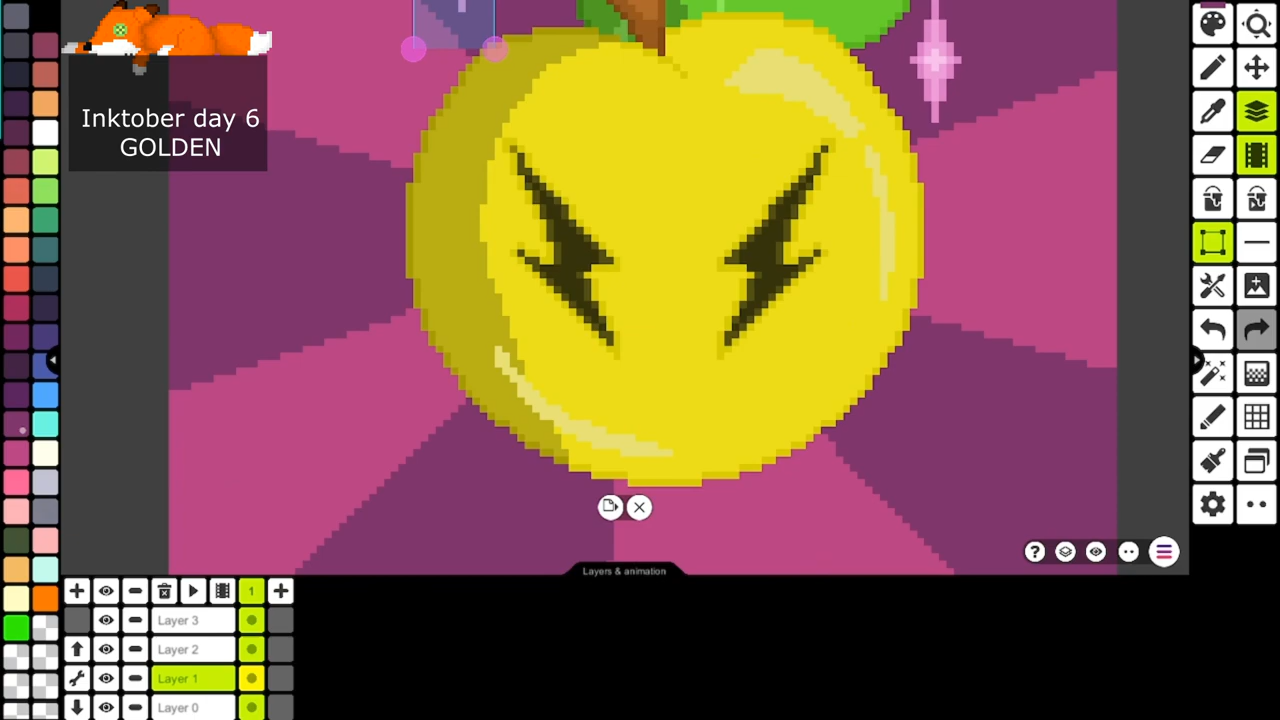 Inktober day 6
GOLDEN
?
Layers & animation
1
Layer 3
Layer 2
Layer 1
Layer 0